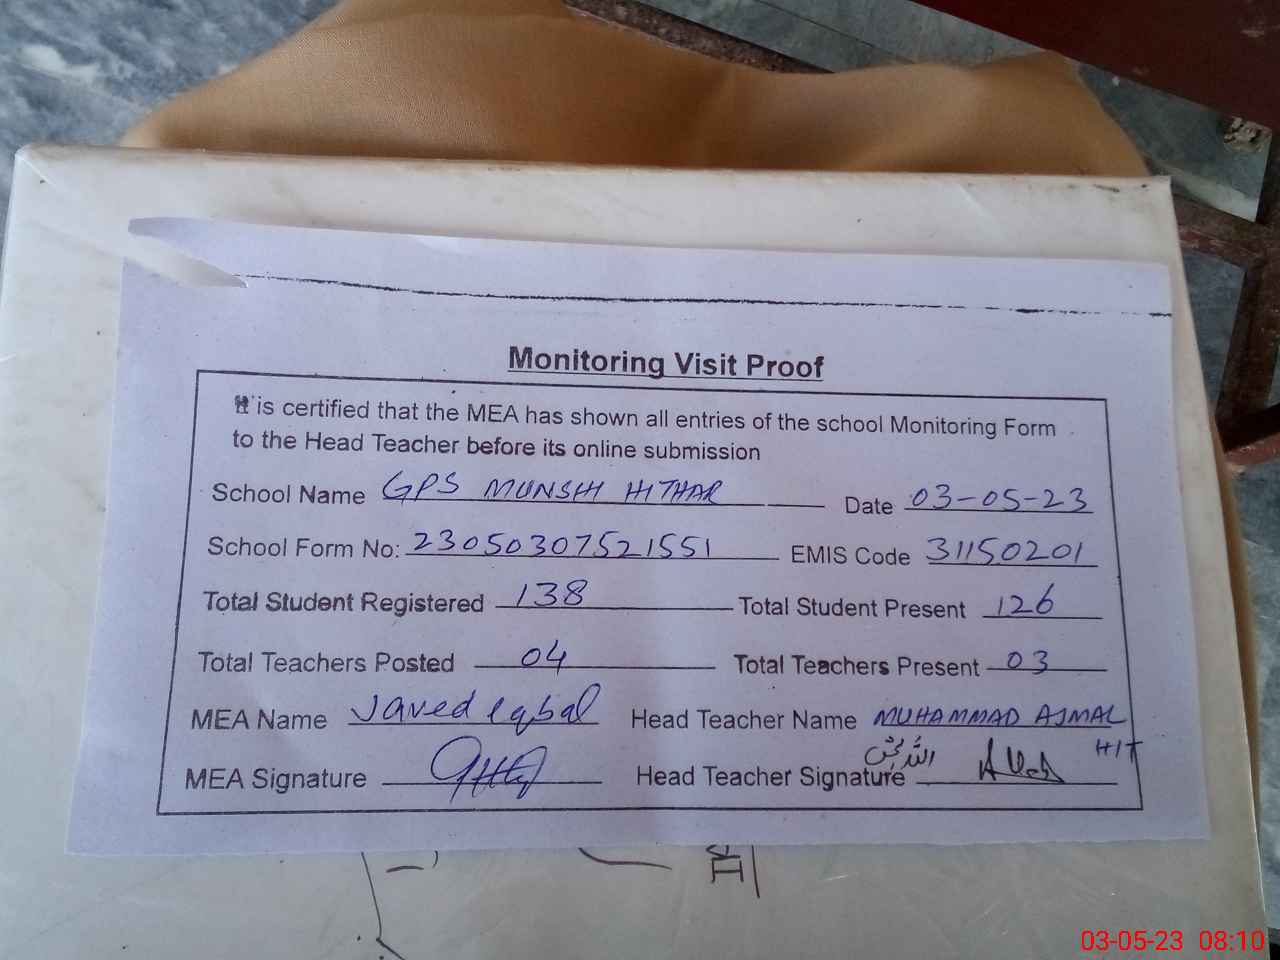 Monitoring Visit Proof
It is certified that the MEA has shown all entries of the school Monitoring Form
to the Head Teacher before its online submission
School Name GPS MUNSHI HITHAR Date 03-05-23
School Form No: 23050307521551 EMIS Code 31150201
Total Student Registered 138 Total Student Present 126
Total Teachers Posted 04 Total Teachers Present 03
MEA Name Javed Iqbal Head Teacher Name MUHAMMAD AJMAL
HIT
MEA Signature Head Teacher Signature
03-05-23 08:10